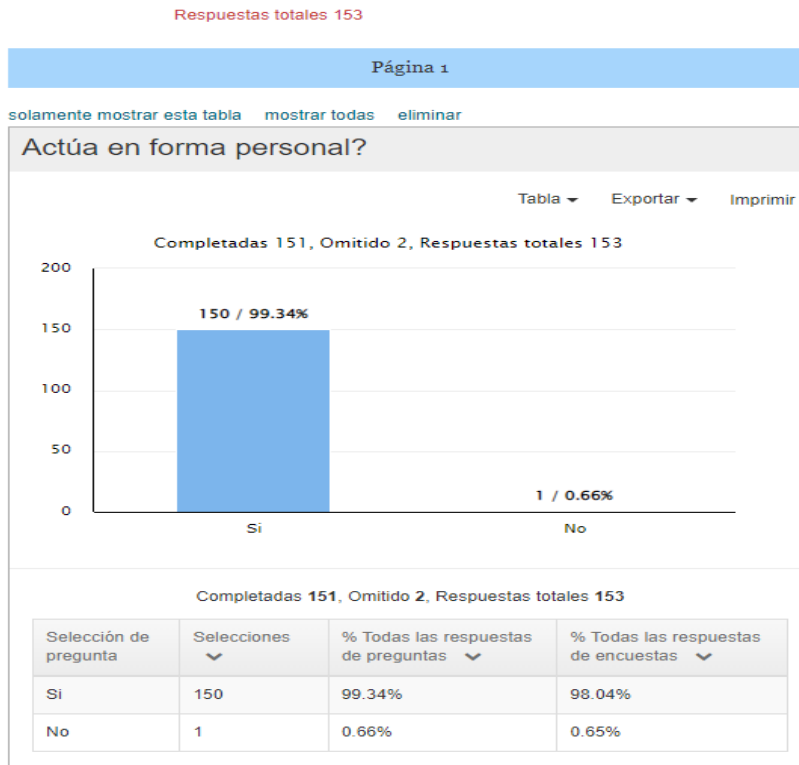 Respuestas totales 153
Página 1
solamente mostrar esta tabla mostrar todas eliminar
Actúa en forma personal?
Tabla Exportar Imprimir
Completadas 151, Omitido 2, Respuestas totales 153
200
150 / 99.34%
150
100
50
1 / 0.66%
0
Si No
Completadas 151, Omitido 2, Respuestas totales 153
Selección de Selecciones % Todas las respuestas % Todas las respuestas
pregunta de preguntas de encuestas
Si 150 99.34% 98.04%
No 1 0.66% 0.65%